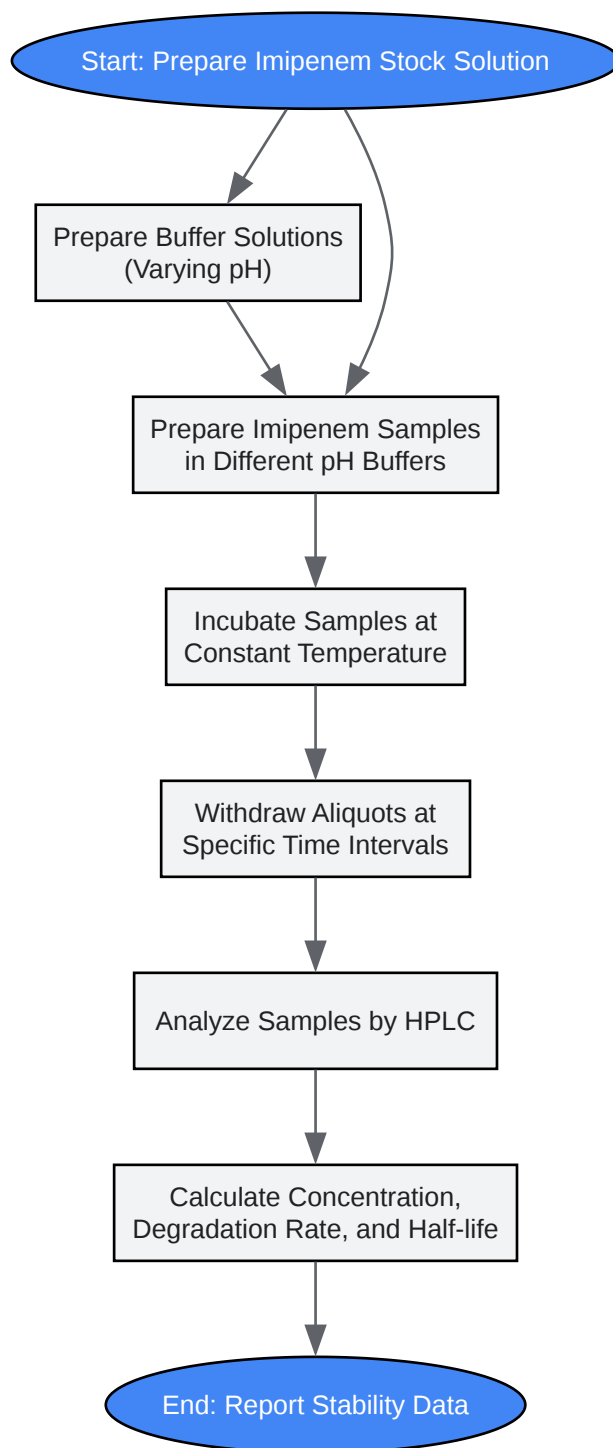 Start: Prepare Imipenem Stock Solution
Prepare Buffer Solutions
(Varying pH)
Prepare Imipenem Samples
in Different pH Buffers
Incubate Samples at
Constant Temperature
Withdraw Aliquots at
Specific Time Intervals
Analyze Samples by HPLC
Calculate Concentration,
Degradation Rate, and Half-life
End: Report Stability Data